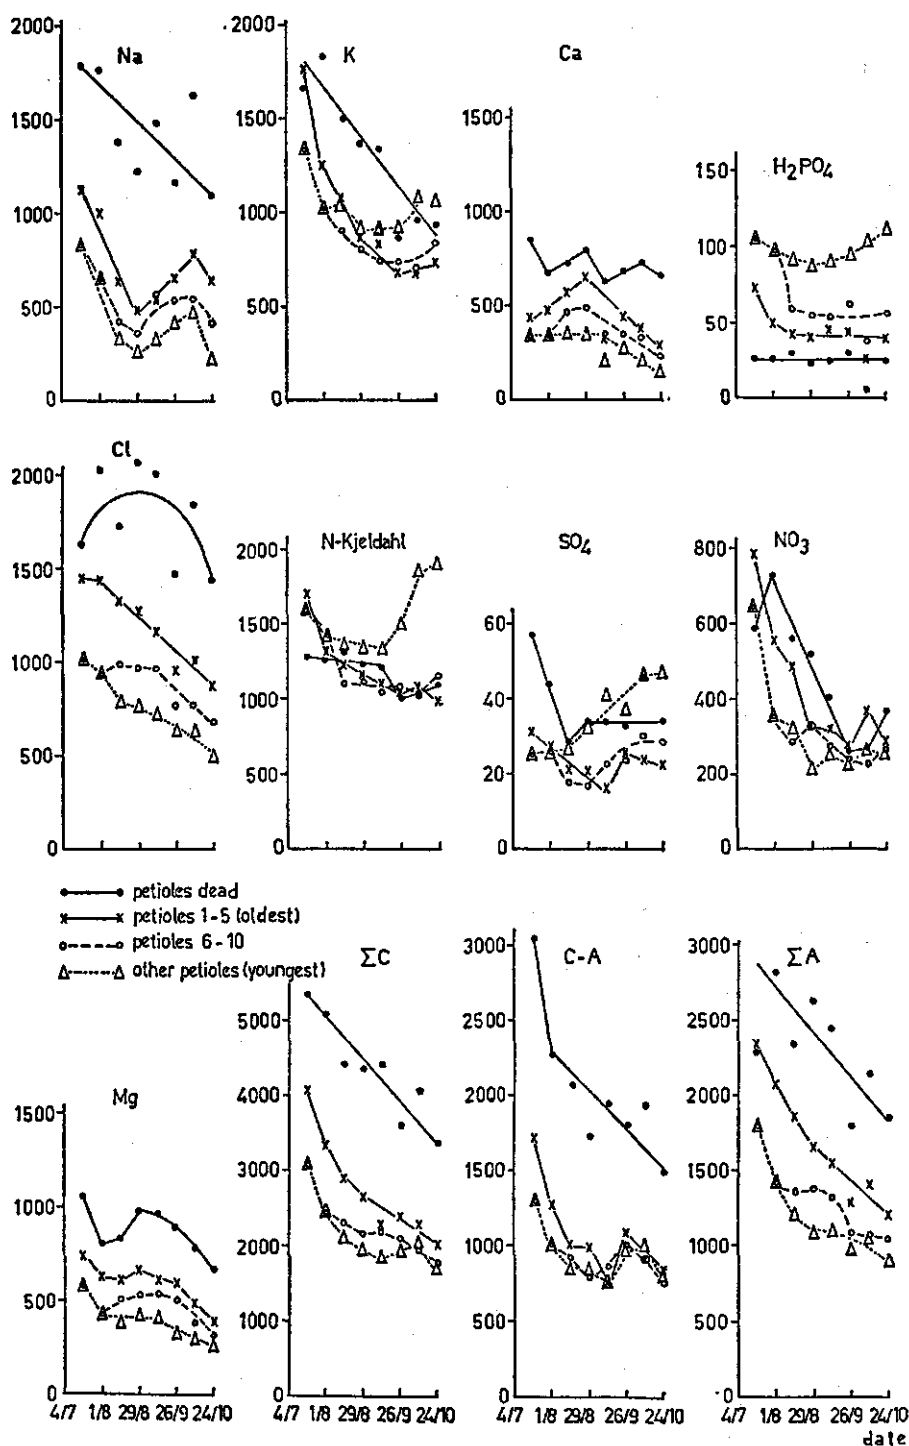 Na
2000
1500
1000
500
0
K
2000
1500
1000
500
0
Ca
1500
1000
500
0
H₂PO₄
150
100
50
0
Cl
2000
1500
1000
500
0
N-Kjeldahl
2000
1500
1000
500
0
SO₄
60
40
20
0
NO₃
800
600
400
200
0
petioles dead
petioles 1-5 (oldest)
petioles 6-10
other petioles (youngest)
Mg
1500
1000
500
0
4/7 1/8 29/8 26/9 24/10
ΣC
5000
4000
3000
2000
1000
0
4/7 1/8 29/8 26/9 24/10
C-A
3000
2500
2000
1500
1000
500
0
4/7 1/8 29/8 26/9 24/10
ΣA
3000
2500
2000
1500
1000
500
0
4/7 1/8 29/8 26/9 24/10
date